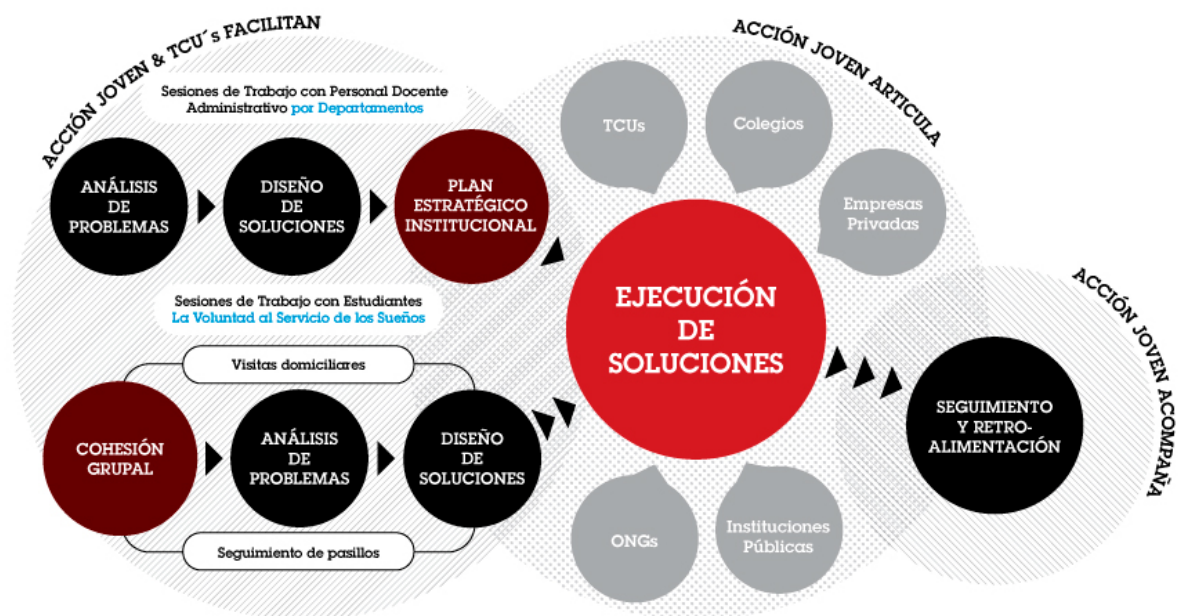 ACCIÓN JOVEN & TCU´s FACILITAN
Sesiones de Trabajo con Personal Docente
Administrativo por Departamentos
ANÁLISIS
DE
PROBLEMAS
DISEÑO
DE
SOLUCIONES
PLAN
ESTRATÉGICO
INSTITUCIONAL
Sesiones de Trabajo con Estudiantes
La Voluntad al Servicio de los Sueños
Visitas domiciliares
COHESIÓN
GRUPAL
ANÁLISIS
DE
PROBLEMAS
DISEÑO
DE
SOLUCIONES
Seguimiento de pasillos
ACCIÓN JOVEN ARTICULA
TCUs
Colegios
Empresas
Privadas
EJECUCIÓN
DE
SOLUCIONES
ONGs
Instituciones
Públicas
ACCIÓN JOVEN ACOMPAÑA
SEGUIMIENTO
Y RETRO-
ALIMENTACIÓN